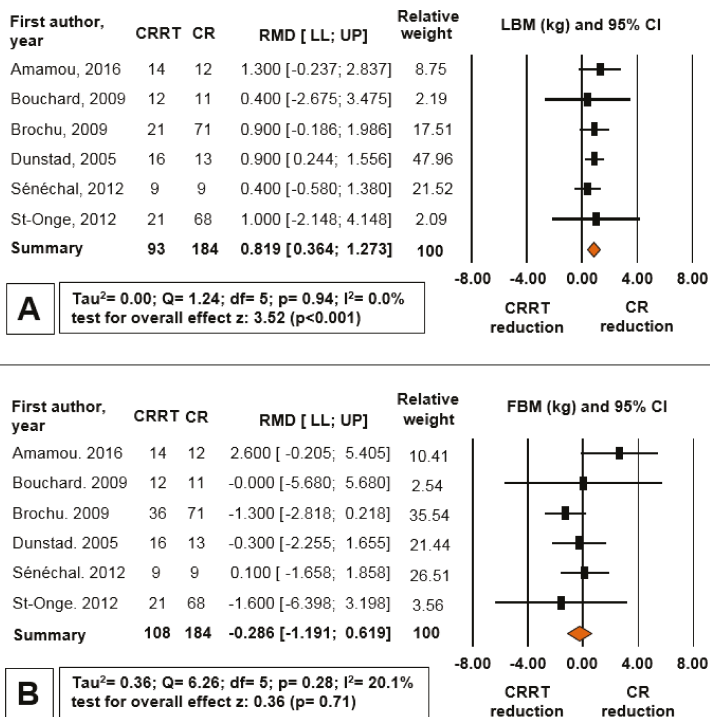 First author, year CRRT CR RMD [ LL; UP] Relative weight LBM (kg) and 95% CI
Amamou, 2016 14 12 1.300 [-0.237; 2.837] 8.75
Bouchard, 2009 12 11 0.400 [-2.675; 3.475] 2.19
Brochu, 2009 21 71 0.900 [-0.186; 1.986] 17.51
Dunstad, 2005 16 13 0.900 [0.244; 1.556] 47.96
Sénéchal, 2012 9 9 0.400 [-0.580; 1.380] 21.52
St-Onge, 2012 21 68 1.000 [-2.148; 4.148] 2.09
Summary 93 184 0.819 [0.364; 1.273] 100
-8.00 -4.00 0.00 4.00 8.00
CRRT reduction CR reduction
A
Tau²= 0.00; Q= 1.24; df= 5; p= 0.94; I²= 0.0%
test for overall effect z: 3.52 (p<0.001)
First author, year CRRT CR RMD [ LL; UP] Relative weight FBM (kg) and 95% CI
Amamou. 2016 14 12 2.600 [ -0.205; 5.405] 10.41
Bouchard. 2009 12 11 -0.000 [-5.680; 5.680] 2.54
Brochu. 2009 36 71 -1.300 [-2.818; 0.218] 35.54
Dunstad. 2005 16 13 -0.300 [-2.255; 1.655] 21.44
Sénéchal. 2012 9 9 0.100 [ -1.658; 1.858] 26.51
St-Onge. 2012 21 68 -1.600 [-6.398; 3.198] 3.56
Summary 108 184 -0.286 [-1.191; 0.619] 100
-8.00 -4.00 0.00 4.00 8.00
CRRT reduction CR reduction
B
Tau²= 0.36; Q= 6.26; df= 5; p= 0.28; I²= 20.1%
test for overall effect z: 0.36 (p= 0.71)